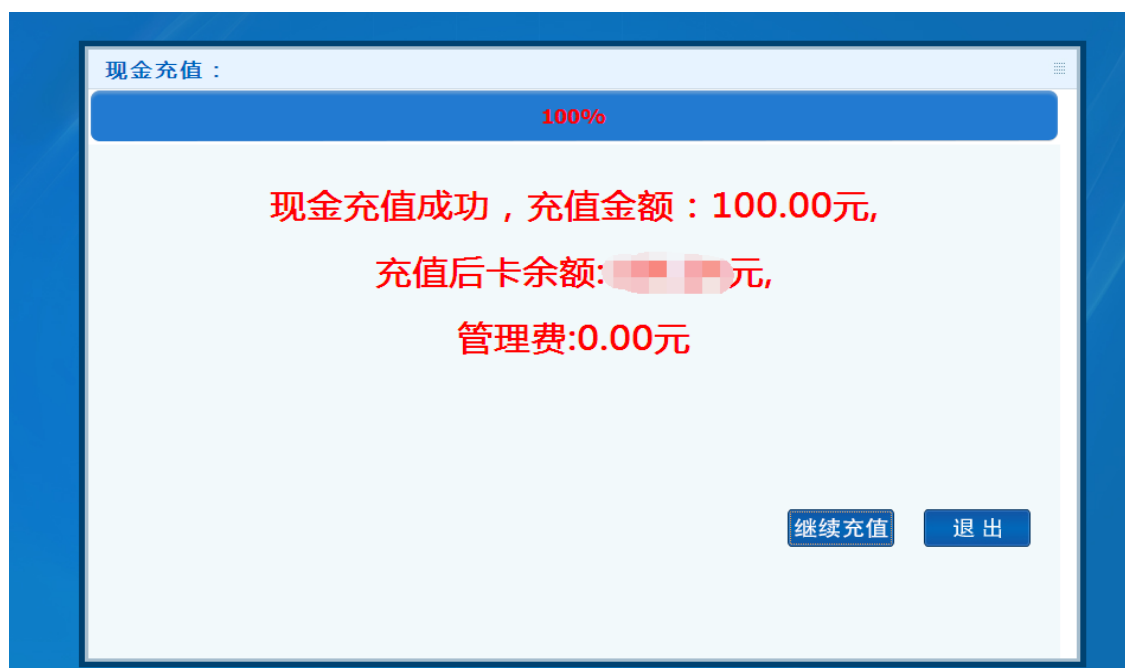 现金充值：
100%
现金充值成功，充值金额：100.00元,
充值后卡余额:元,
管理费:0.00元
继续充值
退出